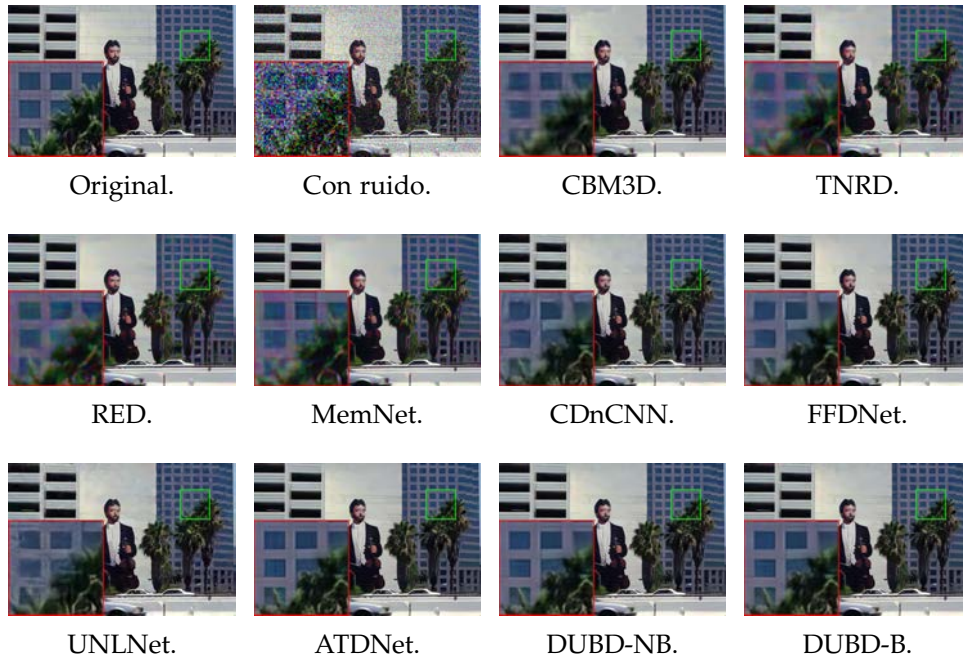 Original. Con ruido. CBM3D. TNRD.
RED. MemNet. CDnCNN. FFDNet.
UNLNet. ATDNet. DUBD-NB. DUBD-B.